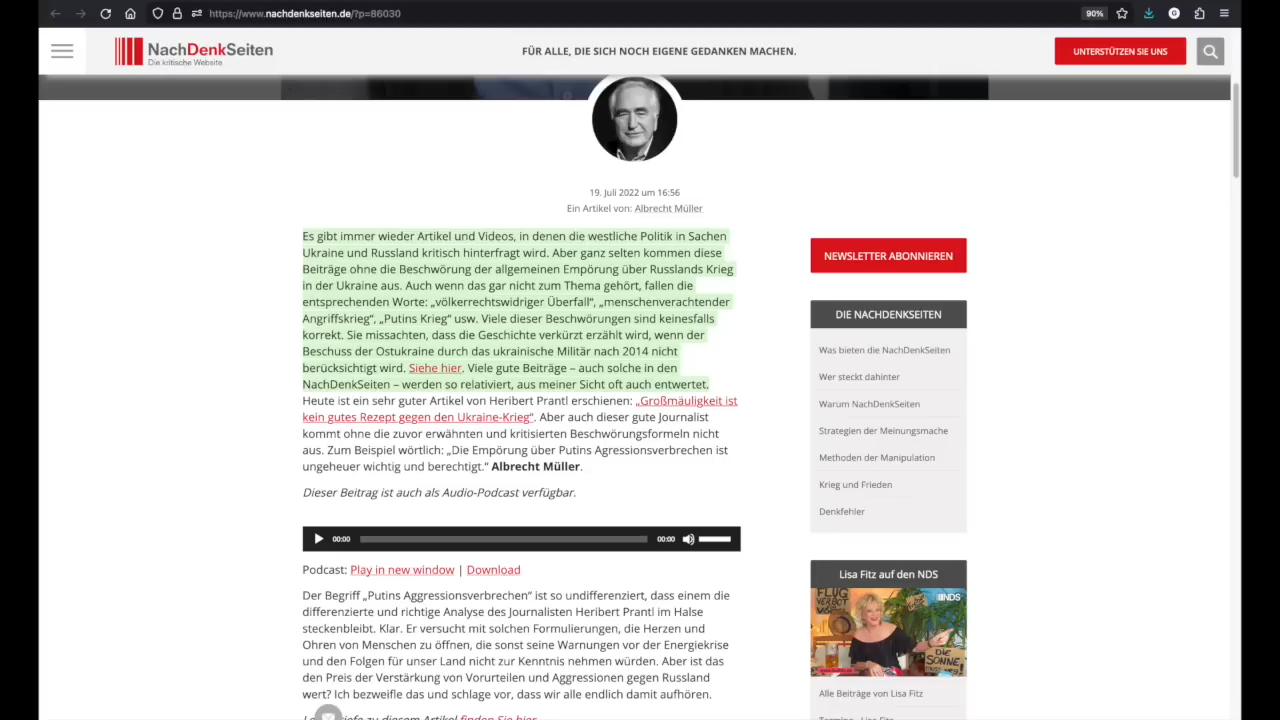 https://www.nachdenkseiten.de/?p=86030
90%
NachDenkSeiten
Die kritische Website
FÜR ALLE, DIE SICH NOCH EIGENE GEDANKEN MACHEN.
UNTERSTÜTZEN SIE UNS
19. Juli 2022 um 16:56
Ein Artikel von: Albrecht Müller
Es gibt immer wieder Artikel und Videos, in denen die westliche Politik in Sachen
Ukraine und Russland kritisch hinterfragt wird. Aber ganz selten kommen diese
Beiträge ohne die Beschwörung der allgemeinen Empörung über Russlands Krieg
in der Ukraine aus. Auch wenn das gar nicht zum Thema gehört, fallen die
entsprechenden Worte: „völkerrechtswidriger Überfall“, „menschenverachtender
Angriffskrieg“, „Putins Krieg“ usw. Viele dieser Beschwörungen sind keinesfalls
korrekt. Sie missachten, dass die Geschichte verkürzt erzählt wird, wenn der
Beschuss der Ostukraine durch das ukrainische Militär nach 2014 nicht
berücksichtigt wird. Siehe hier. Viele gute Beiträge – auch solche in den
NachDenkSeiten – werden so relativiert, aus meiner Sicht oft auch entwertet.
Heute ist ein sehr guter Artikel von Heribert Prantl erschienen: „Großmäuligkeit ist
kein gutes Rezept gegen den Ukraine-Krieg“. Aber auch dieser gute Journalist
kommt ohne die zuvor erwähnten und kritisierten Beschwörungsformeln nicht
aus. Zum Beispiel wörtlich: „Die Empörung über Putins Agressionsverbrechen ist
ungeheuer wichtig und berechtigt.“ Albrecht Müller.
Dieser Beitrag ist auch als Audio-Podcast verfügbar.
00:00 00:00
Podcast: Play in new window | Download
Der Begriff „Putins Aggressionsverbrechen“ ist so undifferenziert, dass einem die
differenzierte und richtige Analyse des Journalisten Heribert Prantl im Halse
steckenbleibt. Klar. Er versucht mit solchen Formulierungen, die Herzen und
Ohren von Menschen zu öffnen, die sonst seine Warnungen vor der Energiekrise
und den Folgen für unser Land nicht zur Kenntnis nehmen würden. Aber ist das
den Preis der Verstärkung von Vorurteilen und Aggressionen gegen Russland
wert? Ich bezweifle das und schlage vor, dass wir alle endlich damit aufhören.
zu diesem Artikel finden Sie hier
NEWSLETTER ABONNIEREN
DIE NACHDENKSEITEN
Was bieten die NachDenkSeiten
Wer steckt dahinter
Warum NachDenkSeiten
Strategien der Meinungsmache
Methoden der Manipulation
Krieg und Frieden
Denkfehler
Lisa Fitz auf den NDS
FLUG
VERBOT
NDS
DIE
SONNE
Alle Beiträge von Lisa Fitz